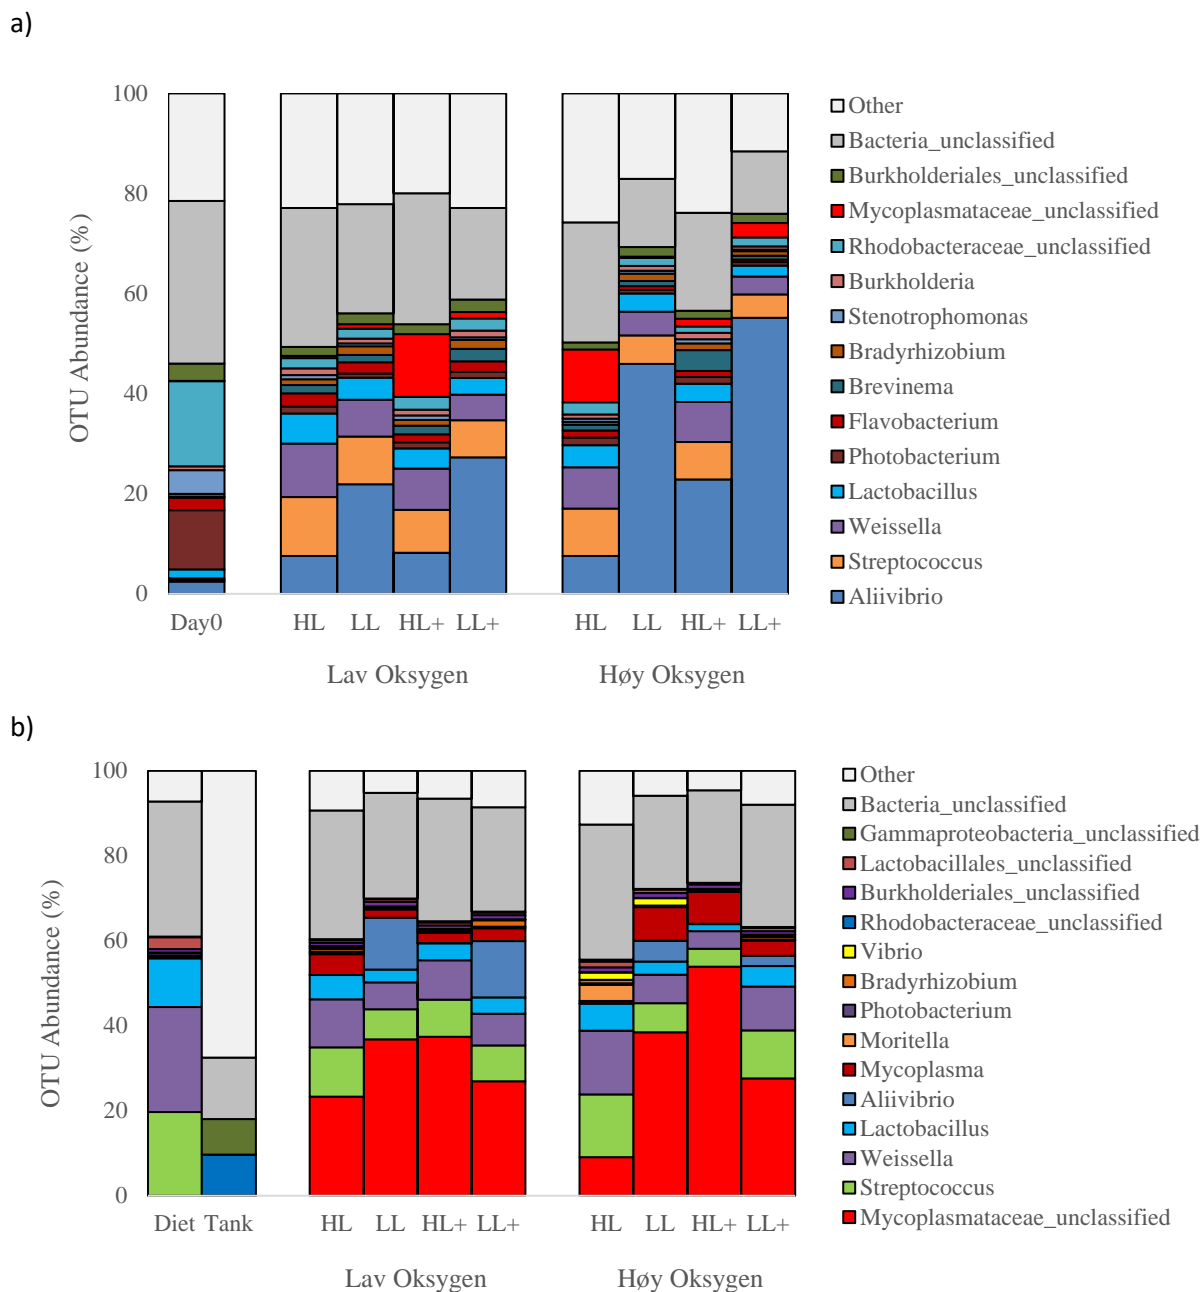 a)
100
80
60
40
20
0
OTU Abundance (%)
Day0
HL LL HL+ LL+
HL LL HL+ LL+
Lav Oksygen
Høy Oksygen
Other
Bacteria_unclassified
Burkholderiales_unclassified
Mycoplasmataceae_unclassified
Rhodobacteraceae_unclassified
Burkholderia
Stenotrophomonas
Bradyrhizobium
Brevinema
Flavobacterium
Photobacterium
Lactobacillus
Weissella
Streptococcus
Aliivibrio
b)
100
80
60
40
20
0
OTU Abundance (%)
Diet Tank
HL LL HL+ LL+
HL LL HL+ LL+
Lav Oksygen
Høy Oksygen
Other
Bacteria_unclassified
Gammaproteobacteria_unclassified
Lactobacillales_unclassified
Burkholderiales_unclassified
Rhodobacteraceae_unclassified
Vibrio
Bradyrhizobium
Photobacterium
Moritella
Mycoplasma
Aliivibrio
Lactobacillus
Weissella
Streptococcus
Mycoplasmataceae_unclassified